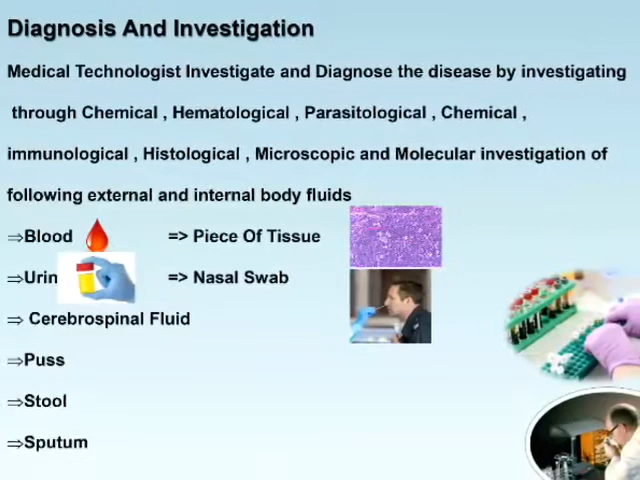 Diagnosis And Investigation
Medical Technologist Investigate and Diagnose the disease by investigating
through Chemical , Hematological , Parasitological , Chemical ,
immunological , Histological , Microscopic and Molecular investigation of
following external and internal body fluids
⇒Blood => Piece Of Tissue
⇒Urin => Nasal Swab
⇒ Cerebrospinal Fluid
⇒Puss
⇒Stool
⇒Sputum